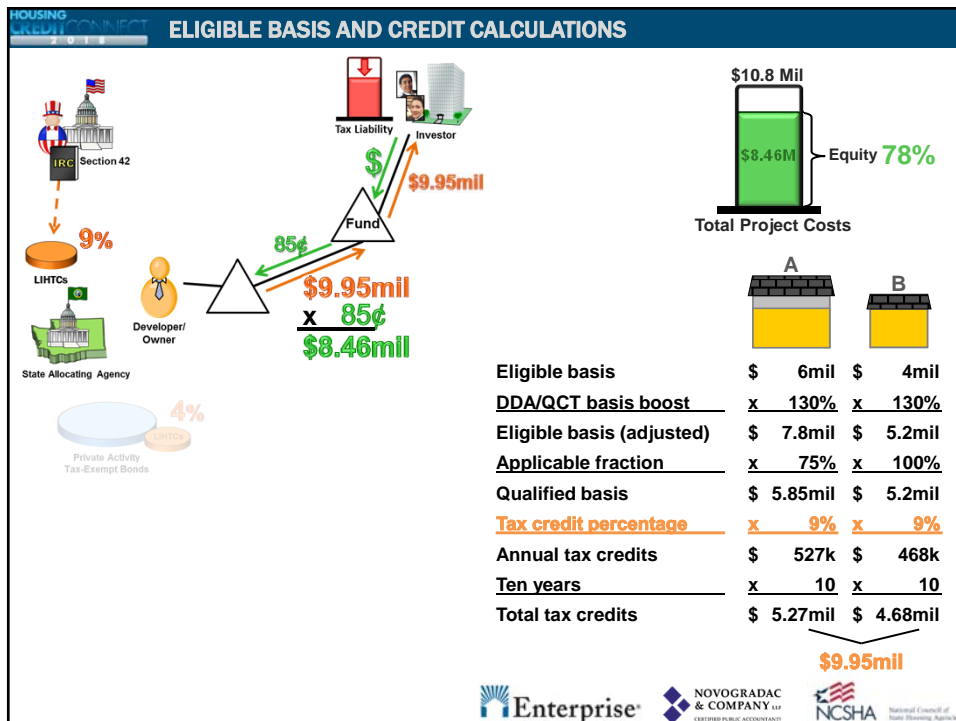 HOUSING
CREDIT CONNECT
2018
ELIGIBLE BASIS AND CREDIT CALCULATIONS
IRC
Section 42
9%
LIHTCs
State Allocating Agency
4%
LIHTCs
Private Activity
Tax-Exempt Bonds
Developer/
Owner
Tax Liability
Investor
$
$9.95mil
Fund
85¢
$9.95mil
x 85¢
$8.46mil
$10.8 Mil
$8.46M
Equity 78%
Total Project Costs
A B
Eligible basis $ 6mil $ 4mil
DDA/QCT basis boost x 130% x 130%
Eligible basis (adjusted) $ 7.8mil $ 5.2mil
Applicable fraction x 75% x 100%
Qualified basis $ 5.85mil $ 5.2mil
Tax credit percentage x 9% x 9%
Annual tax credits $ 527k $ 468k
Ten years x 10 x 10
Total tax credits $ 5.27mil $ 4.68mil
$9.95mil
Enterprise
NOVOGRADAC
& COMPANY LLP
CERTIFIED PUBLIC ACCOUNTANTS
NCSHA
National Council of
State Housing Agencies